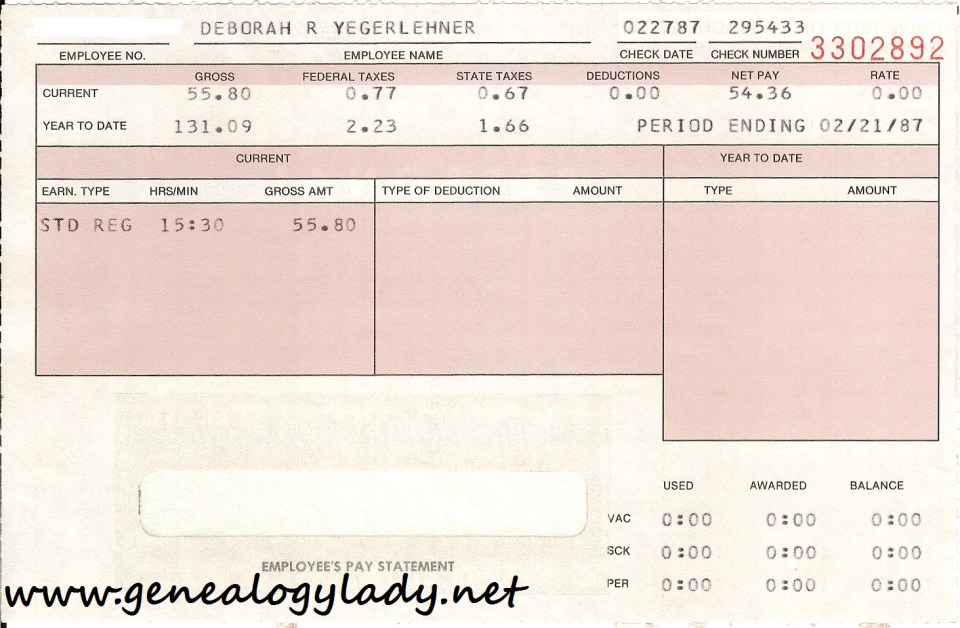 DEBORAH R YEGERLEHNER 022787 295433
EMPLOYEE NO. EMPLOYEE NAME CHECK DATE CHECK NUMBER 3302892
GROSS FEDERAL TAXES STATE TAXES DEDUCTIONS NET PAY RATE
CURRENT 55.80 0.77 0.67 0.00 54.36 0.00
YEAR TO DATE 131.09 2.23 1.66 PERIOD ENDING 02/21/87
CURRENT YEAR TO DATE
EARN. TYPE HRS/MIN GROSS AMT TYPE OF DEDUCTION AMOUNT TYPE AMOUNT
STD REG 15:30 55.80
USED AWARDED BALANCE
VAC 0:00 0:00 0:00
SCK 0:00 0:00 0:00
PER 0:00 0:00 0:00
EMPLOYEE'S PAY STATEMENT
www.genealogylady.net